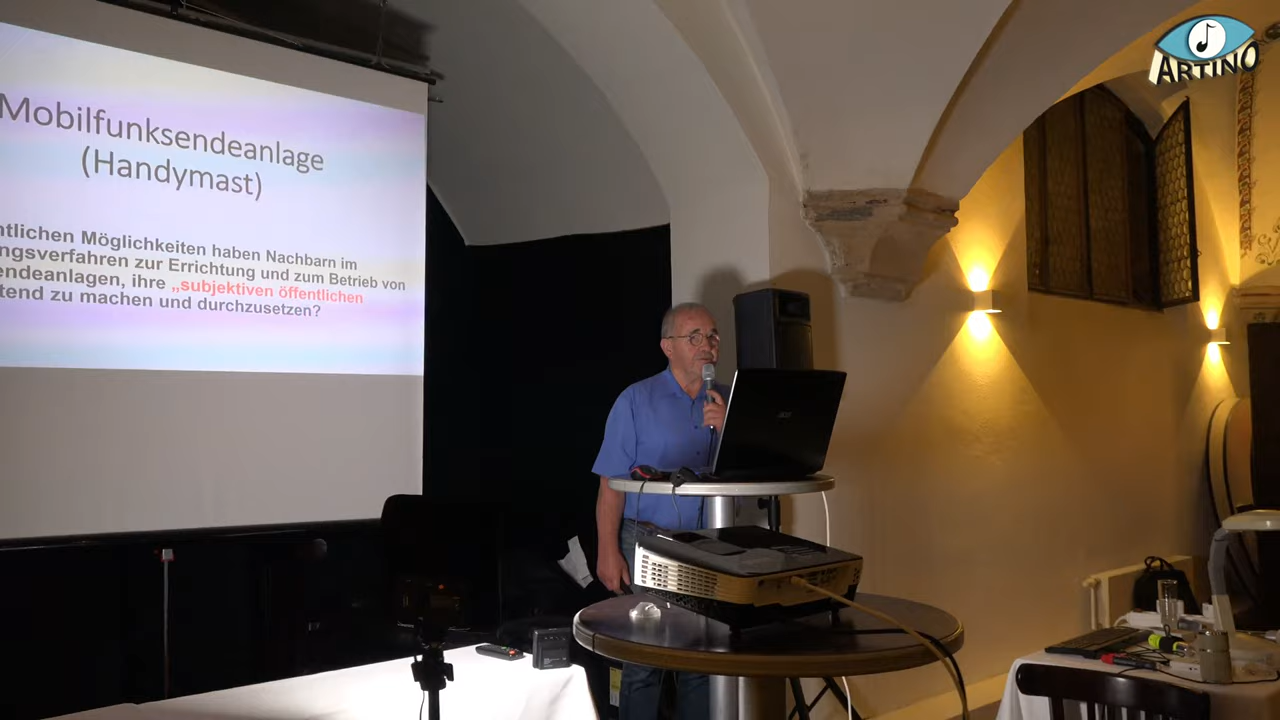 Mobilfunksendeanlage
(Handymast)
ntlichen Möglichkeiten haben Nachbarn im
ngsverfahren zur Errichtung und zum Betrieb von
endeanlagen, ihre „subjektiven öffentlichen
tend zu machen und durchzusetzen?
ARTINO
acer